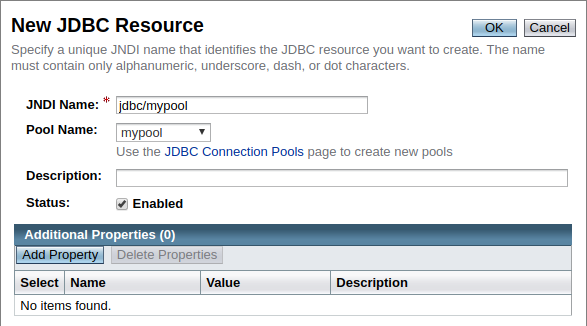 New JDBC Resource
OK Cancel
Specify a unique JNDI name that identifies the JDBC resource you want to create. The name
must contain only alphanumeric, underscore, dash, or dot characters.
JNDI Name: * jdbc/mypool
Pool Name: mypool
Use the JDBC Connection Pools page to create new pools
Description:
Status: Enabled
Additional Properties (0)
Add Property Delete Properties
Select Name Value Description
No items found.